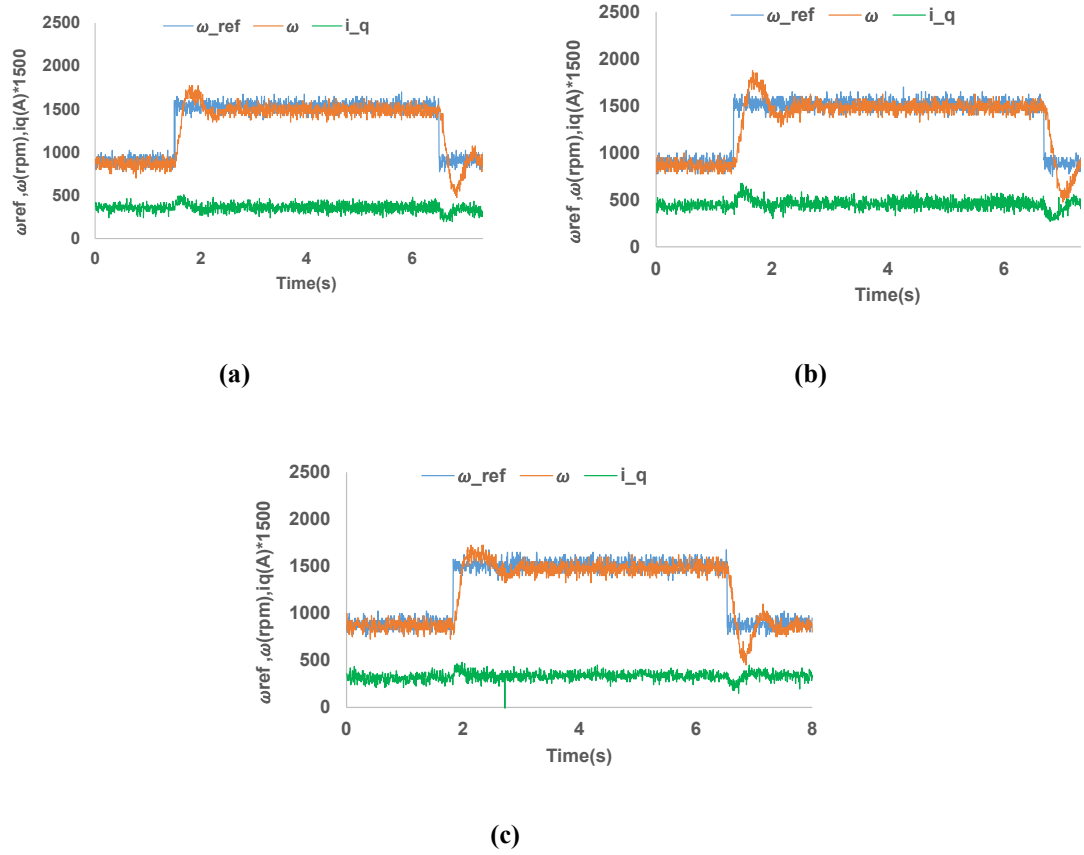 ω_ref ω i_q
ωref ,ω(rpm),iq(A)*1500
2500
2000
1500
1000
500
0
0 2 4 6
Time(s)
(a)
ω_ref ω i_q
ωref ,ω(rpm),iq(A)*1500
2500
2000
1500
1000
500
0
0 2 4 6
Time(s)
(b)
ω_ref ω i_q
ωref ,ω(rpm),iq(A)*1500
2500
2000
1500
1000
500
0
0 2 4 6 8
Time(s)
(c)